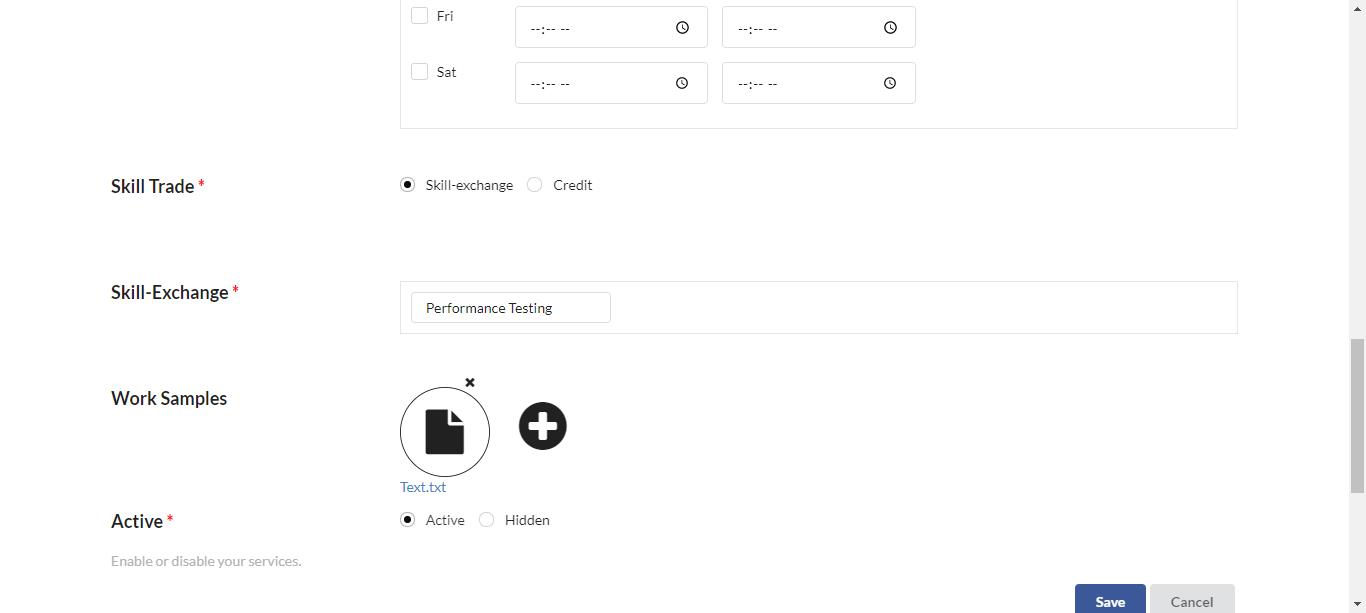 Fri --:-- -- --:-- --
Sat --:-- -- --:-- --
Skill Trade * Skill-exchange Credit
Skill-Exchange * Performance Testing
Work Samples
Text.txt
Active * Active Hidden
Enable or disable your services.
Save Cancel